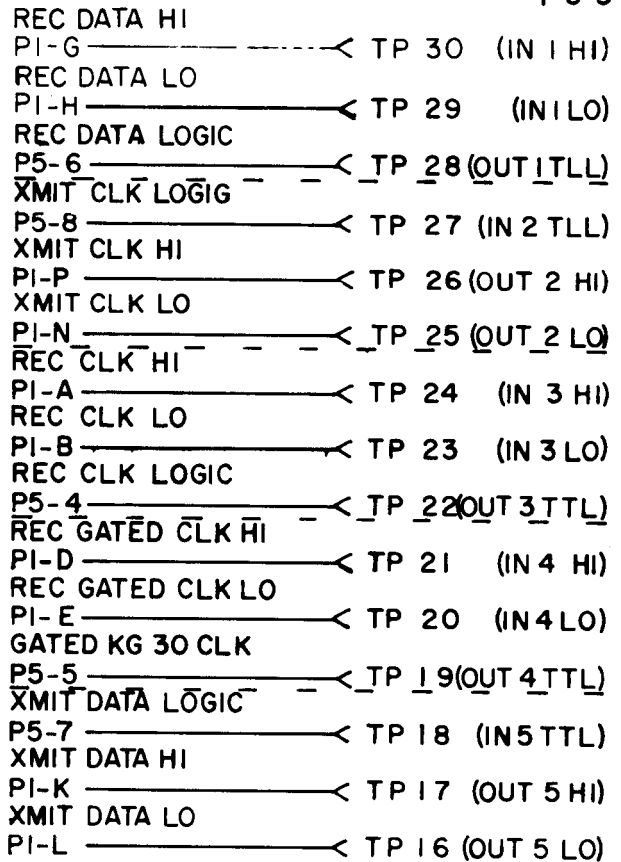 REC DATA HI
P1-G TP 30 (IN 1 HI)
REC DATA LO
P1-H TP 29 (IN 1 LO)
REC DATA LOGIC
P5-6 TP 28 (OUT 1 TLL)
XMIT CLK LOGIG
P5-8 TP 27 (IN 2 TLL)
XMIT CLK HI
P1-P TP 26 (OUT 2 HI)
XMIT CLK LO
P1-N TP 25 (OUT 2 LO)
REC CLK HI
P1-A TP 24 (IN 3 HI)
REC CLK LO
P1-B TP 23 (IN 3 LO)
REC CLK LOGIC
P5-4 TP 22 (OUT 3 TTL)
REC GATED CLK HI
P1-D TP 21 (IN 4 HI)
REC GATED CLK LO
P1-E TP 20 (IN 4 LO)
GATED KG 30 CLK
P5-5 TP 19 (OUT 4 TTL)
XMIT DATA LOGIC
P5-7 TP 18 (IN 5 TTL)
XMIT DATA HI
P1-K TP 17 (OUT 5 HI)
XMIT DATA LO
P1-L TP 16 (OUT 5 LO)